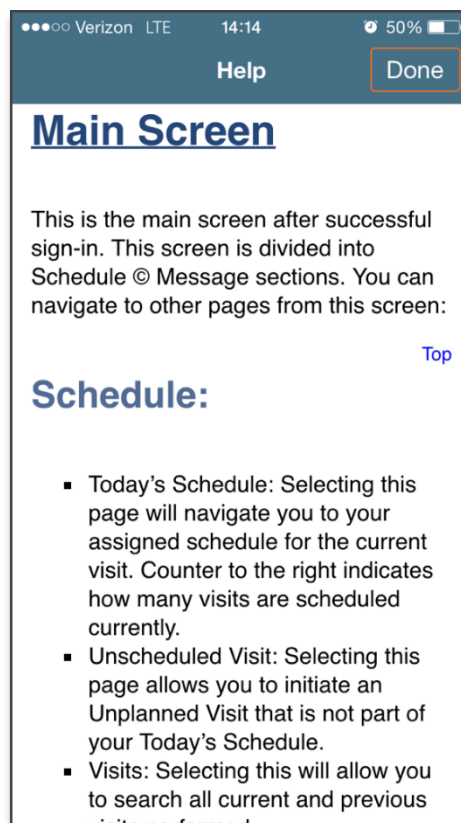 Verizon LTE 14:14 50%
Help Done
Main Screen
This is the main screen after successful
sign-in. This screen is divided into
Schedule © Message sections. You can
navigate to other pages from this screen:
Top
Schedule:
▪ Today's Schedule: Selecting this
page will navigate you to your
assigned schedule for the current
visit. Counter to the right indicates
how many visits are scheduled
currently.
▪ Unscheduled Visit: Selecting this
page allows you to initiate an
Unplanned Visit that is not part of
your Today's Schedule.
▪ Visits: Selecting this will allow you
to search all current and previous
visits performed